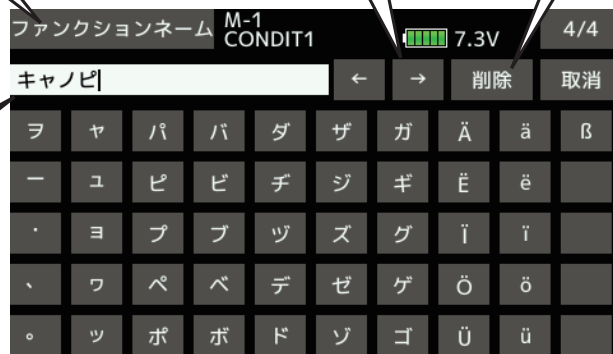 ファンクションネーム M-1 CONDIT1 7.3V 4/4
キャノピ ← → 削除 取消
ヲ ャ パ バ ダ ザ ガ Ä ä ß
ー ュ ピ ビ ヂ ジ ギ Ë ë
・ ョ プ ブ ヅ ズ グ Ï ï
、 ヮ ペ ベ デ ゼ ゲ Ö ö
。 ッ ポ ボ ド ゾ ゴ Ü ü